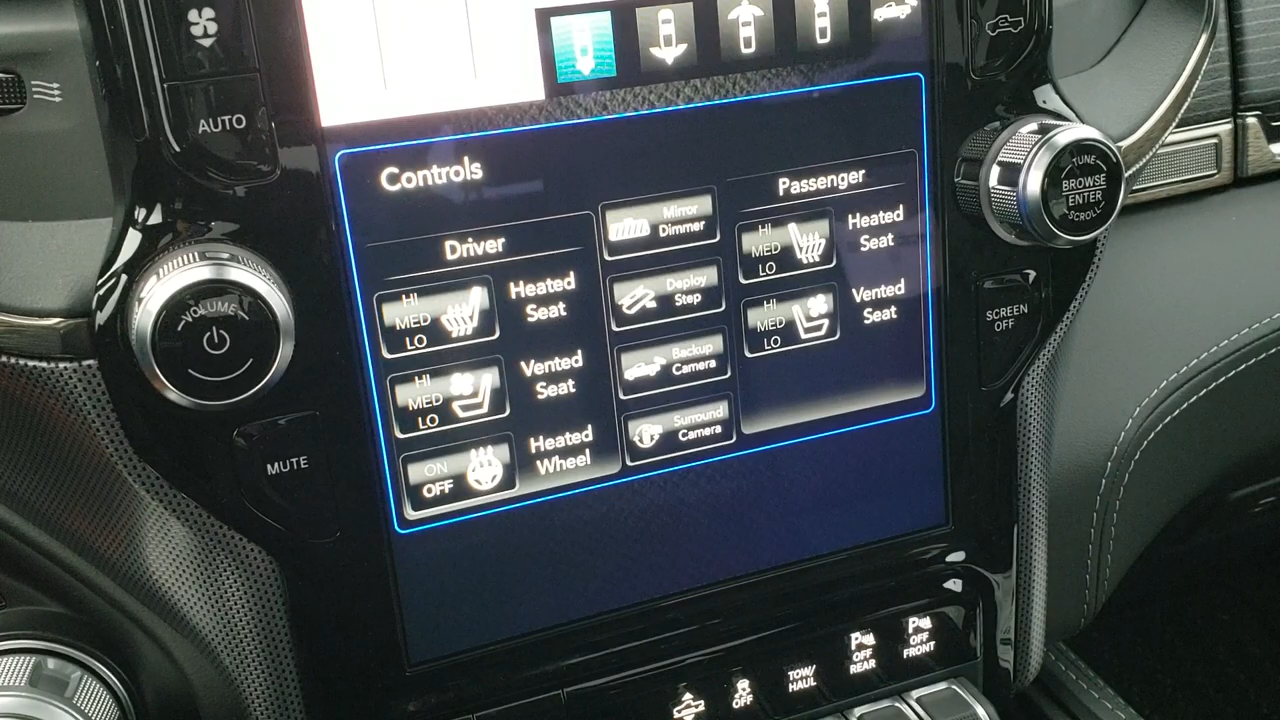 AUTO
Controls
Driver
HI
MED
LO
Heated
Seat
HI
MED
LO
Vented
Seat
ON
OFF
Heated
Wheel
Mirror
Dimmer
Deploy
Step
Backup
Camera
Surround
Camera
Passenger
HI
MED
LO
Heated
Seat
HI
MED
LO
Vented
Seat
VOLUME
MUTE
TUNE
BROWSE
ENTER
SCROLL
SCREEN
OFF
OFF
TOW/
HAUL
P
OFF
REAR
P
OFF
FRONT